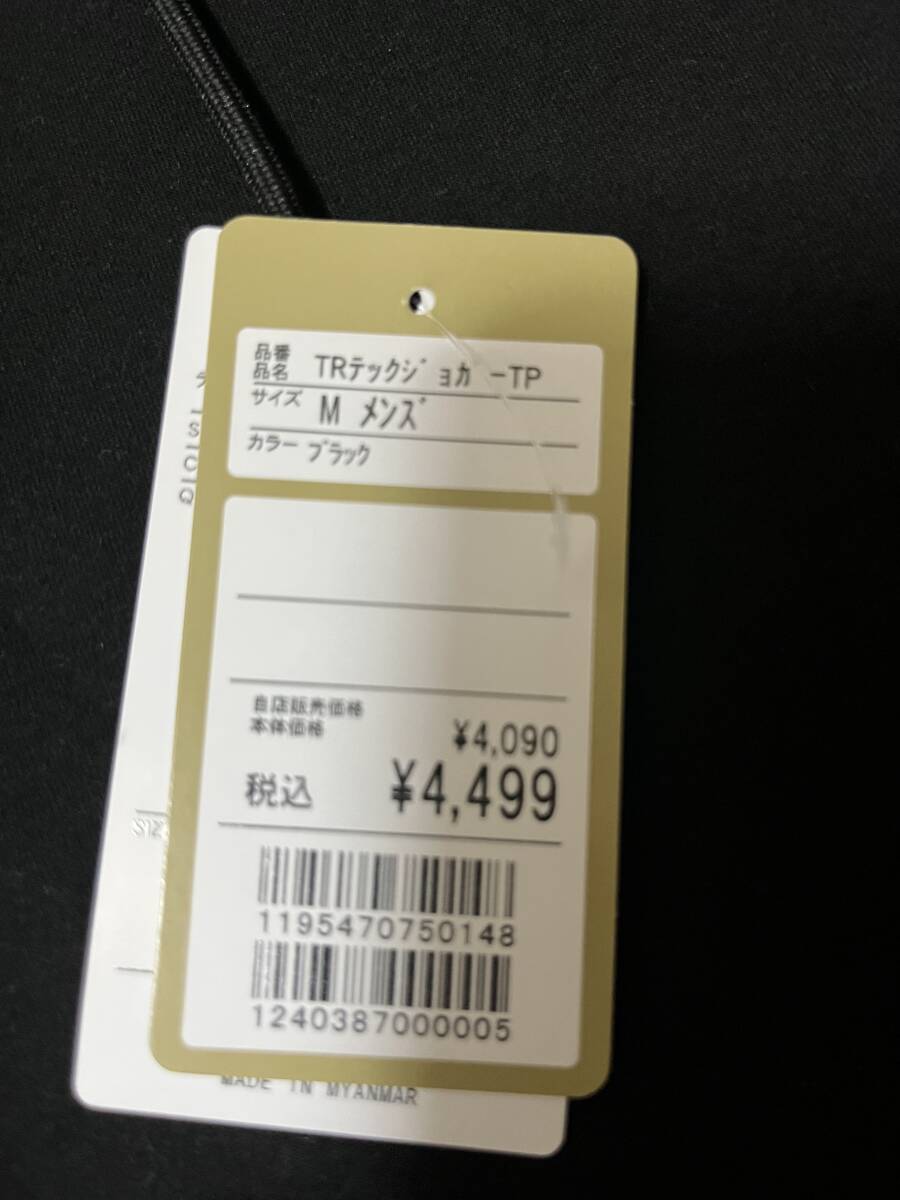 品番
品名 TRﾃｯｸｼﾞｮｶﾞｰTP
サイズ M ﾒﾝｽﾞ
カラー ﾌﾞﾗｯｸ
自店販売価格
本体価格 ¥4,090
税込 ¥4,499
1195470750148
1240387000005
MADE IN MYANMAR